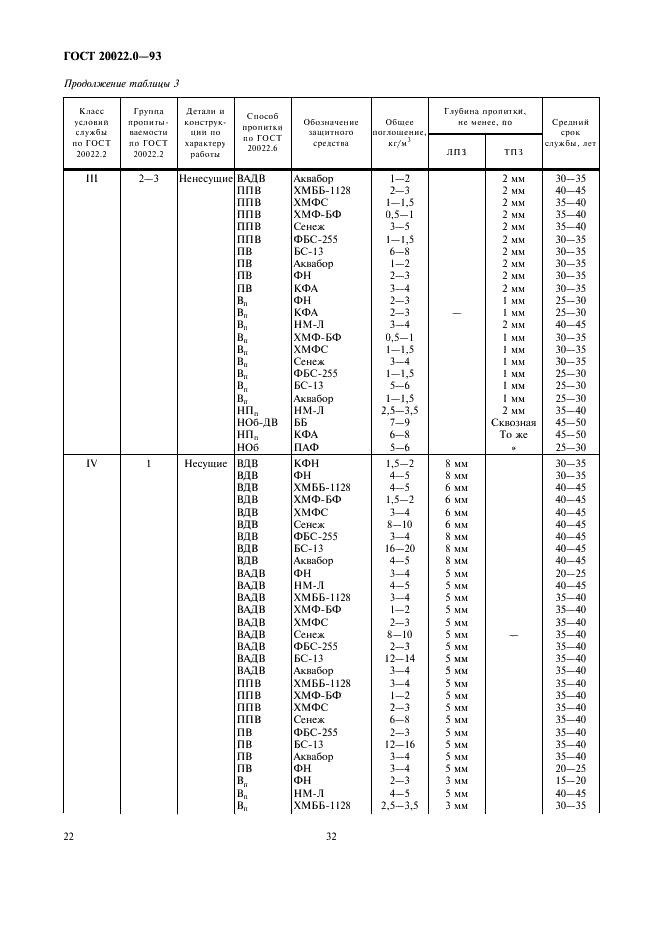 ГОСТ 20022.0—93
Продолжение таблицы 3
Класс условий службы по ГОСТ 20022.2 Группа пропиты-ваемости по ГОСТ 20022.2 Детали и конструк-ции по характеру работы Способ пропитки по ГОСТ 20022.6 Обозначение защитного средства Общее поглощение, кг/м³ Глубина пропитки, не менее, по Средний срок службы, лет
ЛПЗ ТПЗ
III 2—3 Ненесущие ВАДВ Аквабор 1—2 2 мм 30—35
ППВ ХМББ-1128 2—3 2 мм 40—45
ППВ ХМФС 1—1,5 2 мм 35—40
ППВ ХМФ-БФ 0,5—1 2 мм 35—40
ППВ Сенеж 3—5 2 мм 35—40
ППВ ФБС-255 1—1,5 2 мм 30—35
ПВ БС-13 6—8 2 мм 30—35
ПВ Аквабор 1—2 2 мм 30—35
ПВ ФН 2—3 2 мм 30—35
ПВ КФА 3—4 2 мм 30—35
Вп ФН 2—3 1 мм 25—30
Вп КФА 2—3 — 1 мм 25—30
Вп НМ-Л 3—4 2 мм 40—45
Вп ХМФ-БФ 0,5—1 1 мм 30—35
Вп ХМФС 1—1,5 1 мм 30—35
Вп Сенеж 3—4 1 мм 30—35
Вп ФБС-255 1—1,5 1 мм 25—30
Вп БС-13 5—6 1 мм 25—30
Вп Аквабор 1—1,5 1 мм 25—30
НПп НМ-Л 2,5—3,5 2 мм 35—40
НОб-ДВ ББ 7—9 Сквозная 45—50
НПп КФА 6—8 То же 45—50
НОб ПАФ 5—6 » 25—30
IV 1 Несущие ВДВ КФН 1,5—2 8 мм 30—35
ВДВ ФН 4—5 8 мм 30—35
ВДВ ХМББ-1128 4—5 6 мм 40—45
ВДВ ХМФ-БФ 1,5—2 6 мм 40—45
ВДВ ХМФС 3—4 6 мм 40—45
ВДВ Сенеж 8—10 6 мм 40—45
ВДВ ФБС-255 3—4 8 мм 40—45
ВДВ БС-13 16—20 8 мм 40—45
ВДВ Аквабор 4—5 8 мм 40—45
ВАДВ ФН 3—4 5 мм 20—25
ВАДВ НМ-Л 4—5 5 мм 40—45
ВАДВ ХМББ-1128 3—4 5 мм 35—40
ВАДВ ХМФ-БФ 1—2 5 мм 35—40
ВАДВ ХМФС 2—3 5 мм 35—40
ВАДВ Сенеж 8—10 5 мм — 35—40
ВАДВ ФБС-255 2—3 5 мм 35—40
ВАДВ БС-13 12—14 5 мм 35—40
ВАДВ Аквабор 3—4 5 мм 35—40
ППВ ХМББ-1128 3—4 5 мм 35—40
ППВ ХМФ-БФ 1—2 5 мм 35—40
ППВ ХМФС 2—3 5 мм 35—40
ППВ Сенеж 6—8 5 мм 35—40
ПВ ФБС-255 2—3 5 мм 35—40
ПВ БС-13 12—16 5 мм 35—40
ПВ Аквабор 3—4 5 мм 35—40
ПВ ФН 3—4 5 мм 20—25
Вп ФН 2—3 3 мм 15—20
Вп НМ-Л 4—5 5 мм 40—45
Вп ХМББ-1128 2,5—3,5 3 мм 30—35
22 32